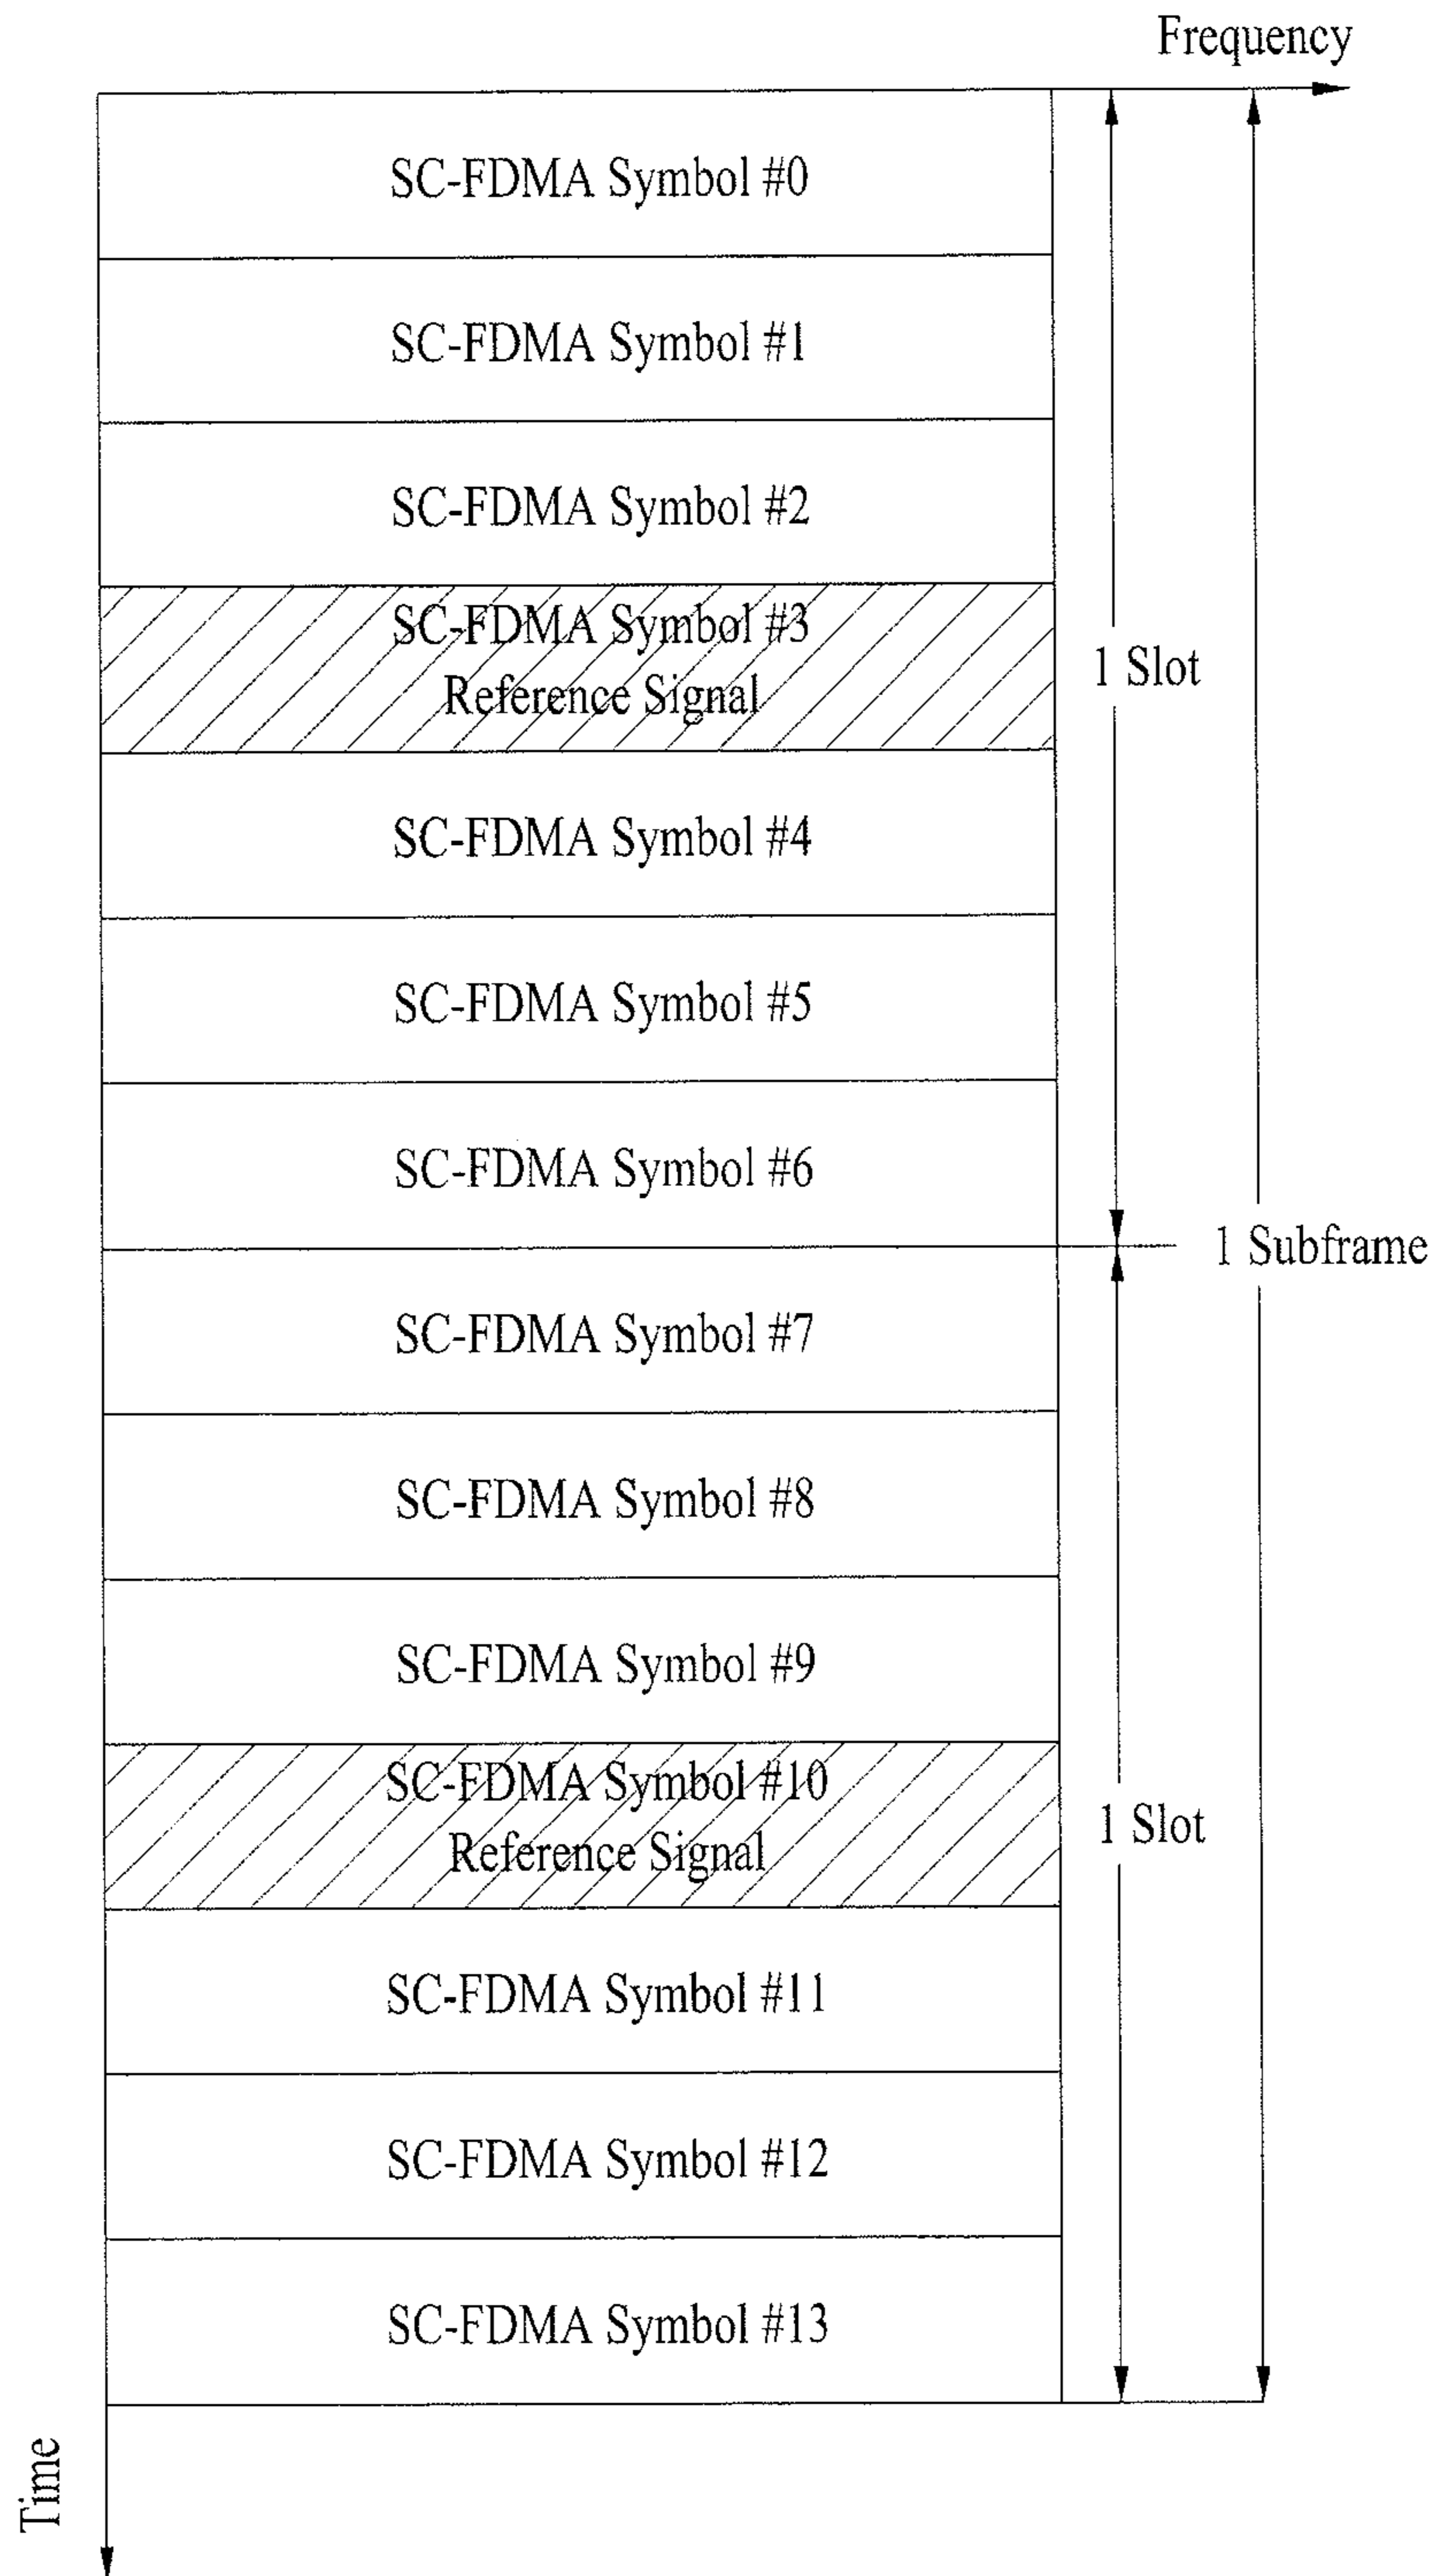 Frequency
SC-FDMA Symbol #0
SC-FDMA Symbol #1
SC-FDMA Symbol #2
SC-FDMA Symbol #3
Reference Signal
1 Slot
SC-FDMA Symbol #4
SC-FDMA Symbol #5
SC-FDMA Symbol #6
1 Subframe
SC-FDMA Symbol #7
SC-FDMA Symbol #8
SC-FDMA Symbol #9
SC-FDMA Symbol #10
Reference Signal
1 Slot
SC-FDMA Symbol #11
SC-FDMA Symbol #12
SC-FDMA Symbol #13
Time